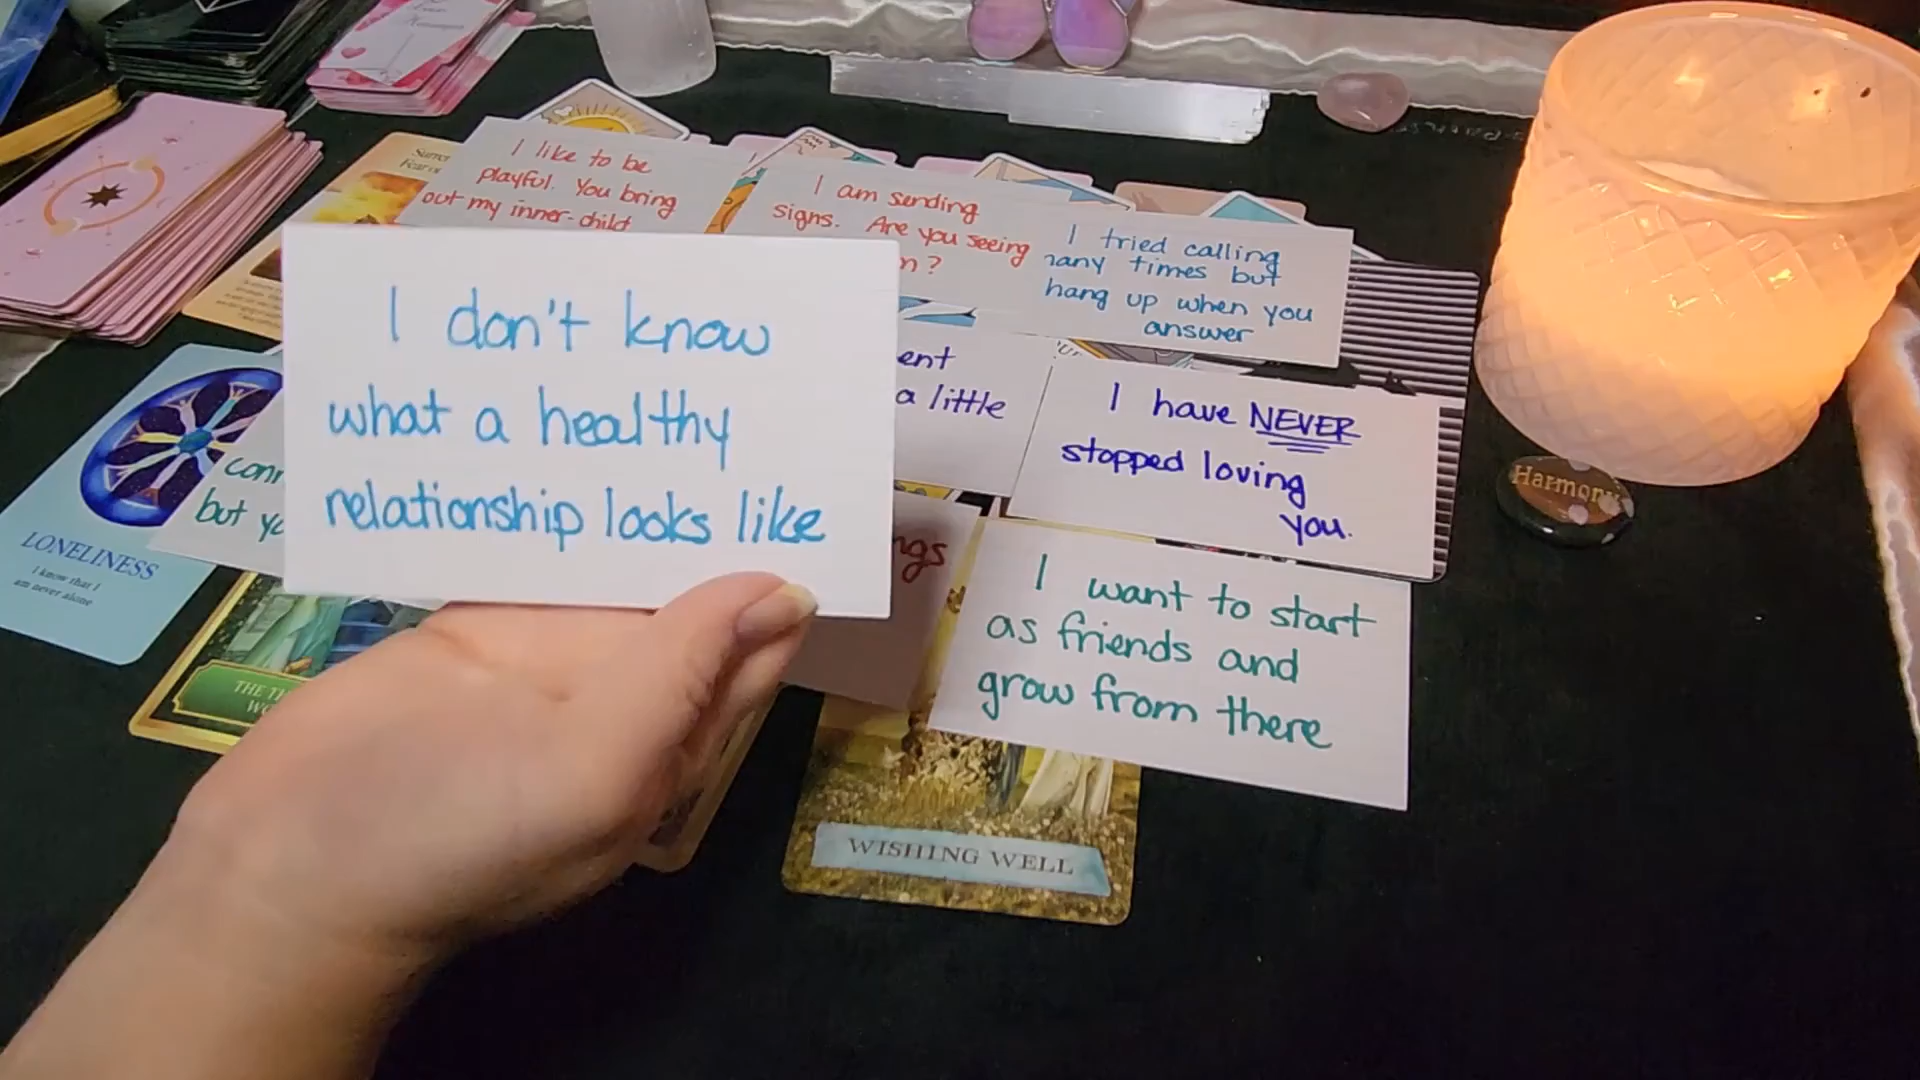 I like to be
playful. You bring
out my inner-child
I am sending
signs. Are you seeing
?
I tried calling
times but
hang up when you
answer
I don't know
what a healthy
relationship looks like
a little
I have NEVER
stopped loving
you.
but
LONELINESS
I know that I
am never alone
I want to start
as friends and
grow from there
Harmony
WISHING WELL